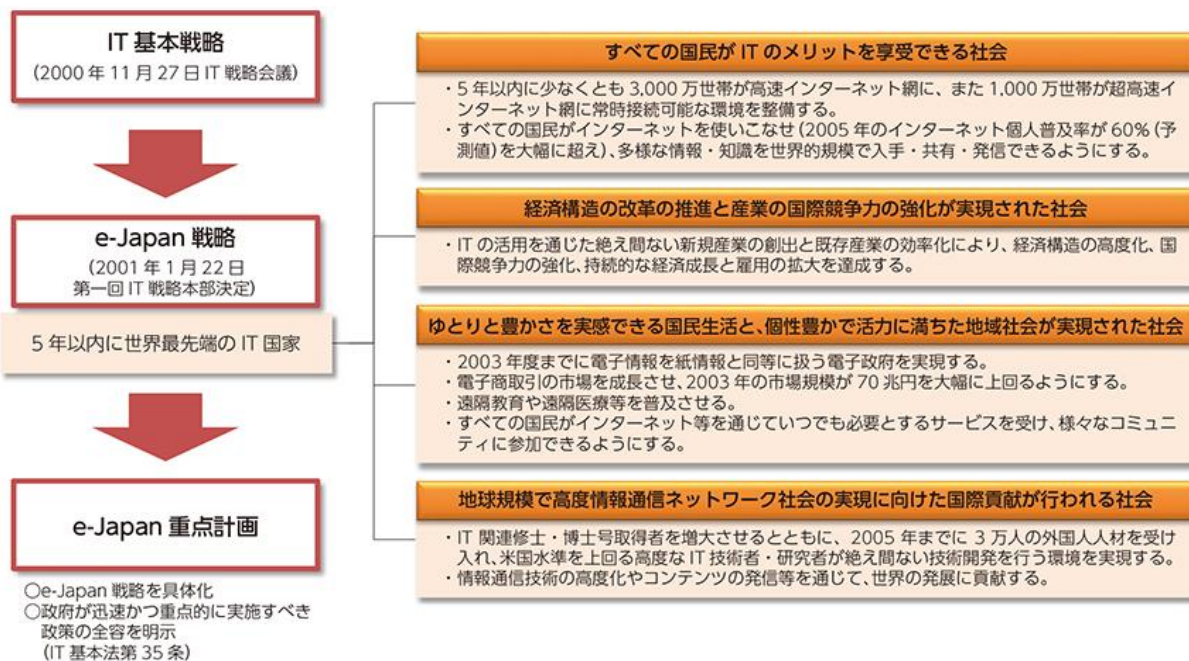 IT 基本戦略
(2000 年 11 月 27 日 IT 戦略会議)
e-Japan 戦略
(2001 年 1 月 22 日
第一回 IT 戦略本部決定)
5 年以内に世界最先端の IT 国家
e-Japan 重点計画
○e-Japan 戦略を具体化
○政府が迅速かつ重点的に実施すべき
政策の全容を明示
(IT 基本法第 35 条)
すべての国民が IT のメリットを享受できる社会
・5 年以内に少なくとも 3,000 万世帯が高速インターネット網に、また 1.000 万世帯が超高速イ
ンターネット網に常時接続可能な環境を整備する。
・すべての国民がインターネットを使いこなせ (2005 年のインターネット個人普及率が 60% (予
測値) を大幅に超え)、多様な情報・知識を世界的規模で入手・共有・発信できるようにする。
経済構造の改革の推進と産業の国際競争力の強化が実現された社会
・IT の活用を通じた絶え間ない新規産業の創出と既存産業の効率化により、経済構造の高度化、国
際競争力の強化、持続的な経済成長と雇用の拡大を達成する。
ゆとりと豊かさを実感できる国民生活と、個性豊かで活力に満ちた地域社会が実現された社会
・2003 年度までに電子情報を紙情報と同等に扱う電子政府を実現する。
・電子商取引の市場を成長させ、2003 年の市場規模が 70 兆円を大幅に上回るようにする。
・遠隔教育や遠隔医療等を普及させる。
・すべての国民がインターネット等を通じていつでも必要とするサービスを受け、様々なコミュニ
ティに参加できるようにする。
地球規模で高度情報通信ネットワーク社会の実現に向けた国際貢献が行われる社会
・IT 関連修士・博士号取得者を増大させるとともに、2005 年までに 3 万人の外国人人材を受け
入れ、米国水準を上回る高度な IT 技術者・研究者が絶え間ない技術開発を行う環境を実現する。
・情報通信技術の高度化やコンテンツの発信等を通じて、世界の発展に貢献する。